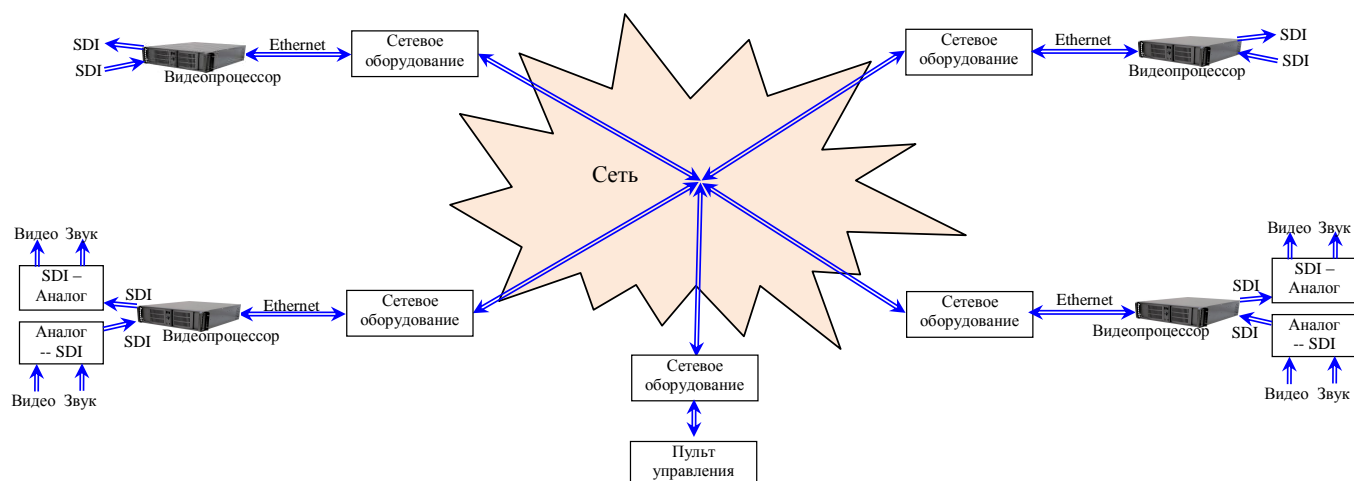 SDI
SDI
Видеопроцессор
Ethernet
Сетевое
оборудование
Сетевое
оборудование
Ethernet
Видеопроцессор
SDI
SDI
Сеть
Видео Звук
SDI –
Аналог
SDI
Аналог
-- SDI
SDI
Видеопроцессор
Видео Звук
Ethernet
Сетевое
оборудование
Сетевое
оборудование
Ethernet
Видеопроцессор
SDI
SDI
Видео Звук
SDI –
Аналог
Аналог
-- SDI
Видео Звук
Сетевое
оборудование
Пульт
управления